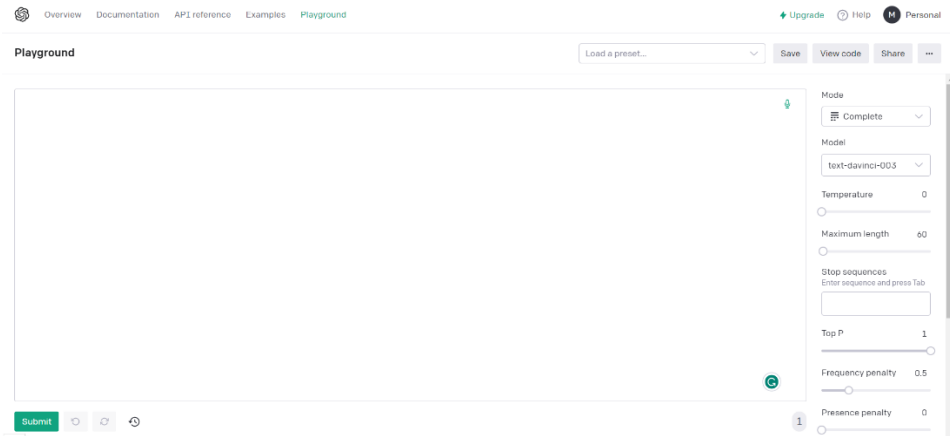 Overview Documentation API reference Examples Playground Upgrade Help M Personal
Playground Load a preset... Save View code Share ...
Mode
Complete
Model
text-davinci-003
Temperature 0
Maximum length 60
Stop sequences
Enter sequence and press Tab
Top P 1
Frequency penalty 0.5
Presence penalty 0
Submit 1